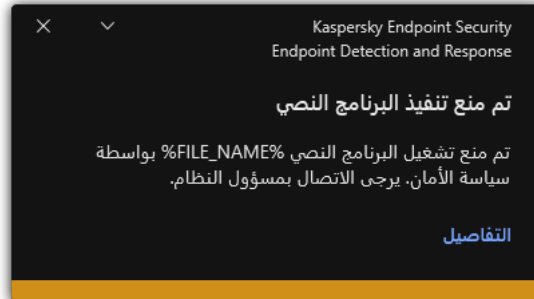 Kaspersky Endpoint Security
Endpoint Detection and Response
تم منع تنفيذ البرنامج النصي
تم منع تشغيل البرنامج النصي %FILE_NAME% بواسطة
سياسة الأمان. يرجى الاتصال بمسؤول النظام.
التفاصيل